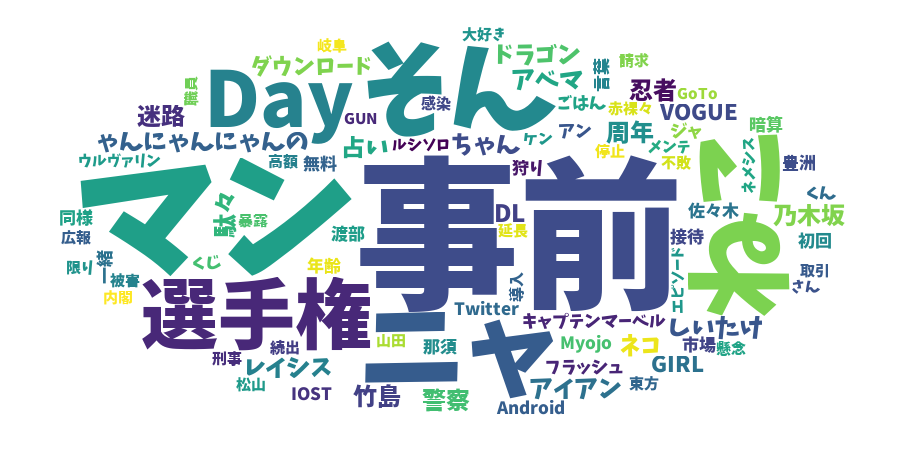 大好き
岐阜
そん
ドラゴン
ダウンロード
アベマ
言葉
請求
Day
職員
迷路
GUN
感染
ごはん
忍者
GoTo
赤裸々
VOGUE
やんにゃんにゃんの
占い
ルシソロ
ちゃん
ケン
アン
周年
ジャ
メンテ
暗算
停止
ウルヴァリン
高額
無料
狩り
不敗
ネメシス
豊洲
マン
事前
にゃ
くん
駄々
暴露
DL
佐々木
乃木坂
同様
広報
渡部
延長
接待
初回
一緒
限り
被害
くじ
年齢
導入
エピソード
取引
さん
内閣
選手権
ニャ
Twitter
キャプテンマーベル
しいたけ
山田
那須
Myojo
ネコ
市場
懸念
刑事
続出
レイシス
フラッシュ
GIRL
松山
IOST
竹島
警察
アイアン
東方
Android